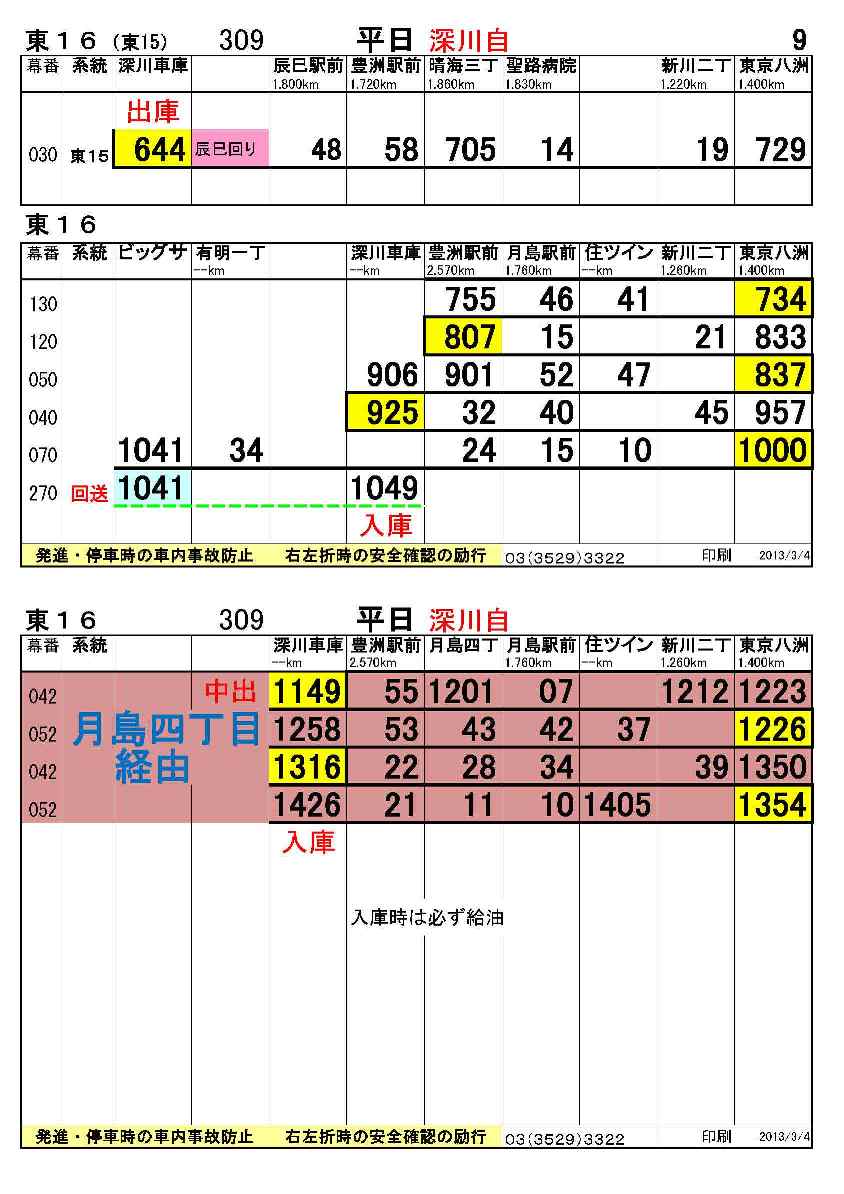 東１６ (東15) 309 平日 深川自 9
幕番 系統 深川車庫 辰巳駅前 豊洲駅前 晴海三丁 聖路病院 新川二丁 東京八洲
1.800km 1.720km 1.860km 1.830km 1.220km 1.400km
出庫
030 東15 644 辰巳回り 48 58 705 14 19 729
東１６
幕番 系統 ビッグサ 有明一丁 深川車庫 豊洲駅前 月島駅前 住ツイン 新川二丁 東京八洲
--km --km 2.570km 1.760km --km 1.260km 1.400km
130 755 46 41 734
120 807 15 21 833
050 906 901 52 47 837
040 925 32 40 45 957
070 1041 34 24 15 10 1000
270 回送 1041 1049
入庫
発進・停車時の車内事故防止 右左折時の安全確認の励行 03(3529)3322 印刷 2013/3/4
東１６ 309 平日 深川自
幕番 系統 深川車庫 豊洲駅前 月島四丁 月島駅前 住ツイン 新川二丁 東京八洲
--km 2.570km 1.760km --km 1.260km 1.400km
042 中出 1149 55 1201 07 1212 1223
052 月島四丁目 1258 53 43 42 37 1226
042 経由 1316 22 28 34 39 1350
052 1426 21 11 10 1405 1354
入庫
入庫時は必ず給油
発進・停車時の車内事故防止 右左折時の安全確認の励行 03(3529)3322 印刷 2013/3/4